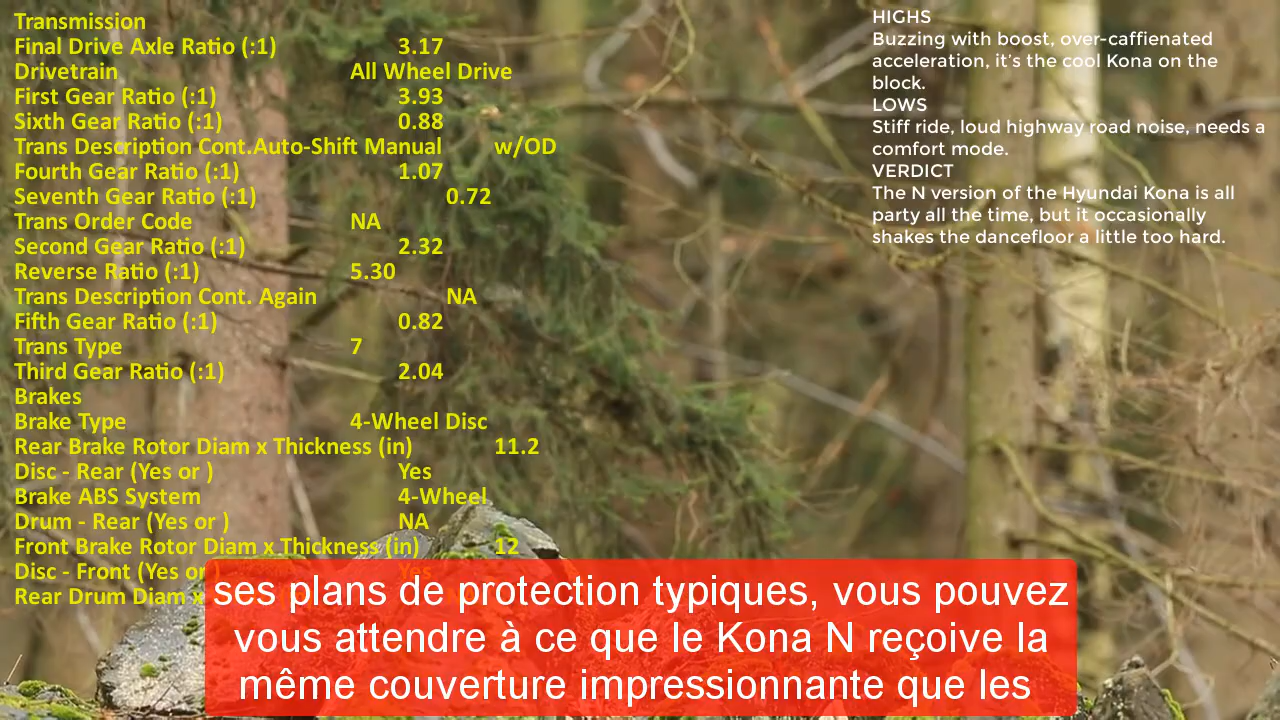 Transmission
Final Drive Axle Ratio (:1) 3.17
Drivetrain All Wheel Drive
First Gear Ratio (:1) 3.93
Sixth Gear Ratio (:1) 0.88
Trans Description Cont.Auto-Shift Manual w/OD
Fourth Gear Ratio (:1) 1.07
Seventh Gear Ratio (:1) 0.72
Trans Order Code NA
Second Gear Ratio (:1) 2.32
Reverse Ratio (:1) 5.30
Trans Description Cont. Again NA
Fifth Gear Ratio (:1) 0.82
Trans Type 7
Third Gear Ratio (:1) 2.04
Brakes
Brake Type 4-Wheel Disc
Rear Brake Rotor Diam x Thickness (in) 11.2
Disc - Rear (Yes or ) Yes
Brake ABS System 4-Wheel
Drum - Rear (Yes or ) NA
Front Brake Rotor Diam x Thickness (in) 12
Disc - Front (Yes or Yes
Rear Drum Diam x
HIGHS
Buzzing with boost, over-caffienated
acceleration, it's the cool Kona on the
block.
LOWS
Stiff ride, loud highway road noise, needs a
comfort mode.
VERDICT
The N version of the Hyundai Kona is all
party all the time, but it occasionally
shakes the dancefloor a little too hard.
ses plans de protection typiques, vous pouvez
vous attendre à ce que le Kona N reçoive la
même couverture impressionnante que les